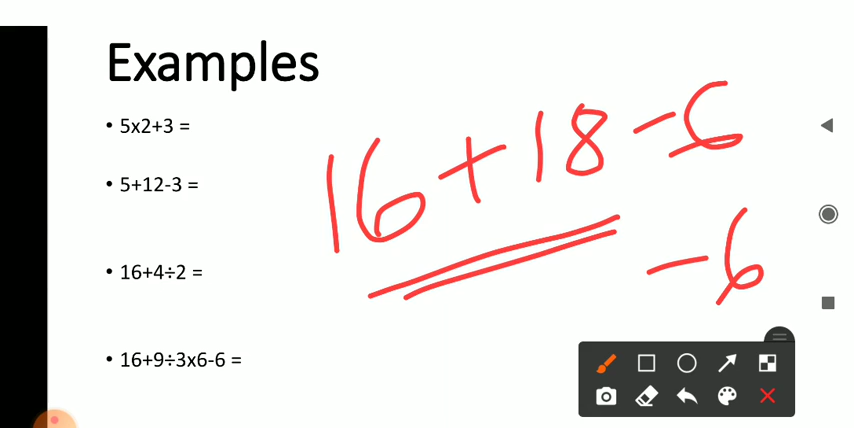 Examples
• 5x2+3 =
• 5+12-3 =
• 16+4÷2 =
• 16+9÷3x6-6 =
16+18-6
-6